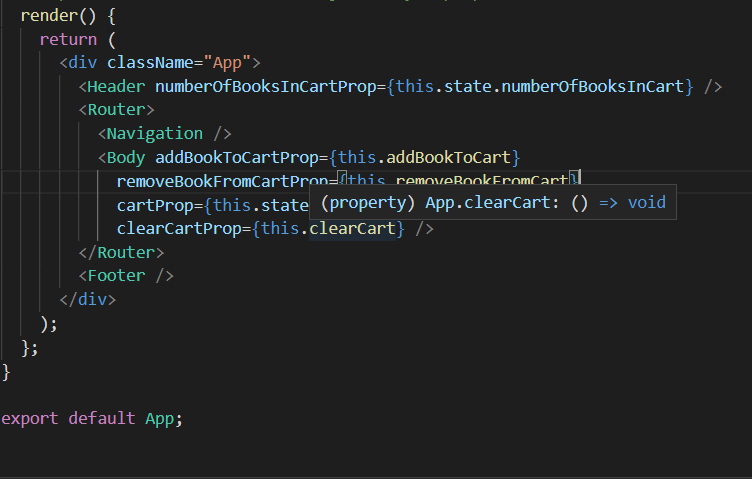 render() {
return (
<div className="App">
<Header numberOfBooksInCartProp={this.state.numberOfBooksInCart} />
<Router>
<Navigation />
<Body addBookToCartProp={this.addBookToCart}
removeBookFromCartProp={this.removeBookFromCart}
cartProp={this.state
(property) App.clearCart: () => void
clearCartProp={this.clearCart} />
</Router>
<Footer />
</div>
);
};
}
export default App;